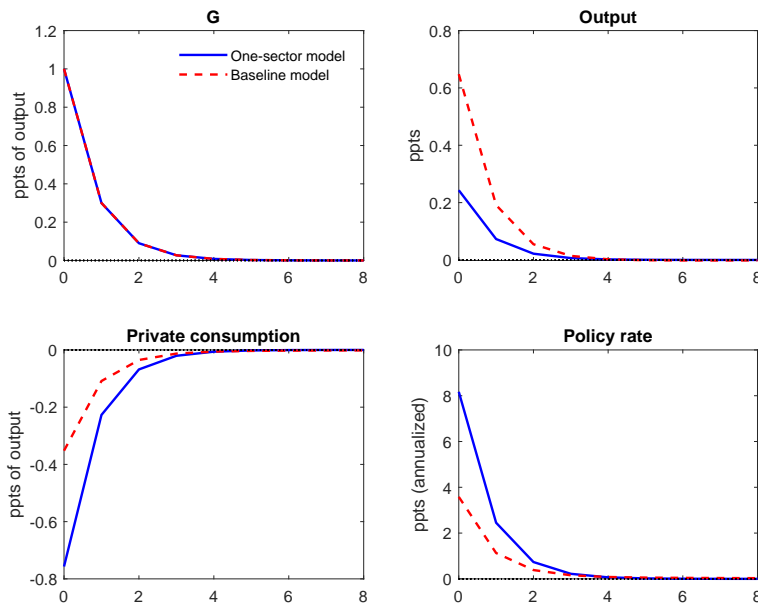 G
ppts of output
1.2
1
0.8
0.6
0.4
0.2
0
0 2 4 6 8
One-sector model
Baseline model
Output
ppts
0.8
0.6
0.4
0.2
0
0 2 4 6 8
Private consumption
ppts of output
0
-0.2
-0.4
-0.6
-0.8
0 2 4 6 8
Policy rate
ppts (annualized)
10
8
6
4
2
0
0 2 4 6 8